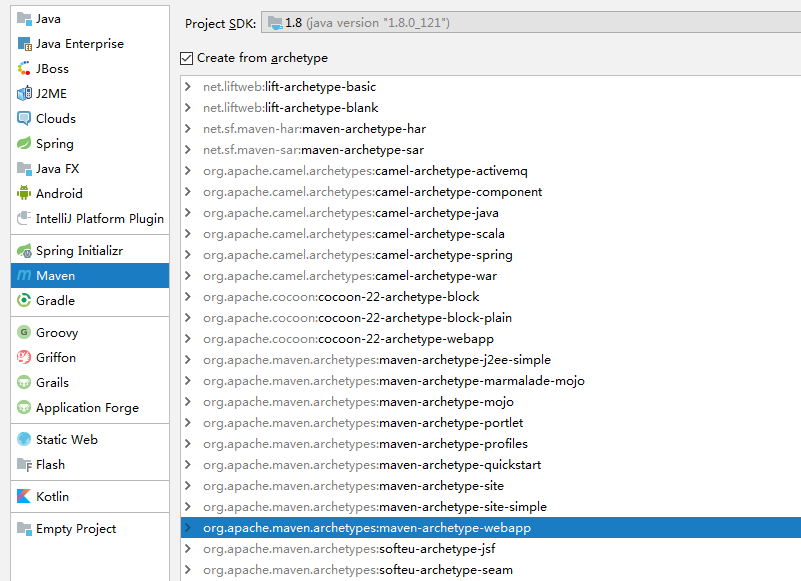 Java
Java Enterprise
JBoss
J2ME
Clouds
Spring
Java FX
Android
IntelliJ Platform Plugin
Spring Initializr
Maven
Gradle
Groovy
Griffon
Grails
Application Forge
Static Web
Flash
Kotlin
Empty Project
Project SDK: 1.8 (java version "1.8.0_121")
Create from archetype
net.liftweb:lift-archetype-basic
net.liftweb:lift-archetype-blank
net.sf.maven-har:maven-archetype-har
net.sf.maven-sar:maven-archetype-sar
org.apache.camel.archetypes:camel-archetype-activemq
org.apache.camel.archetypes:camel-archetype-component
org.apache.camel.archetypes:camel-archetype-java
org.apache.camel.archetypes:camel-archetype-scala
org.apache.camel.archetypes:camel-archetype-spring
org.apache.camel.archetypes:camel-archetype-war
org.apache.cocoon:cocoon-22-archetype-block
org.apache.cocoon:cocoon-22-archetype-block-plain
org.apache.cocoon:cocoon-22-archetype-webapp
org.apache.maven.archetypes:maven-archetype-j2ee-simple
org.apache.maven.archetypes:maven-archetype-marmalade-mojo
org.apache.maven.archetypes:maven-archetype-mojo
org.apache.maven.archetypes:maven-archetype-portlet
org.apache.maven.archetypes:maven-archetype-profiles
org.apache.maven.archetypes:maven-archetype-quickstart
org.apache.maven.archetypes:maven-archetype-site
org.apache.maven.archetypes:maven-archetype-site-simple
org.apache.maven.archetypes:maven-archetype-webapp
org.apache.maven.archetypes:softeu-archetype-jsf
org.apache.maven.archetypes:softeu-archetype-seam